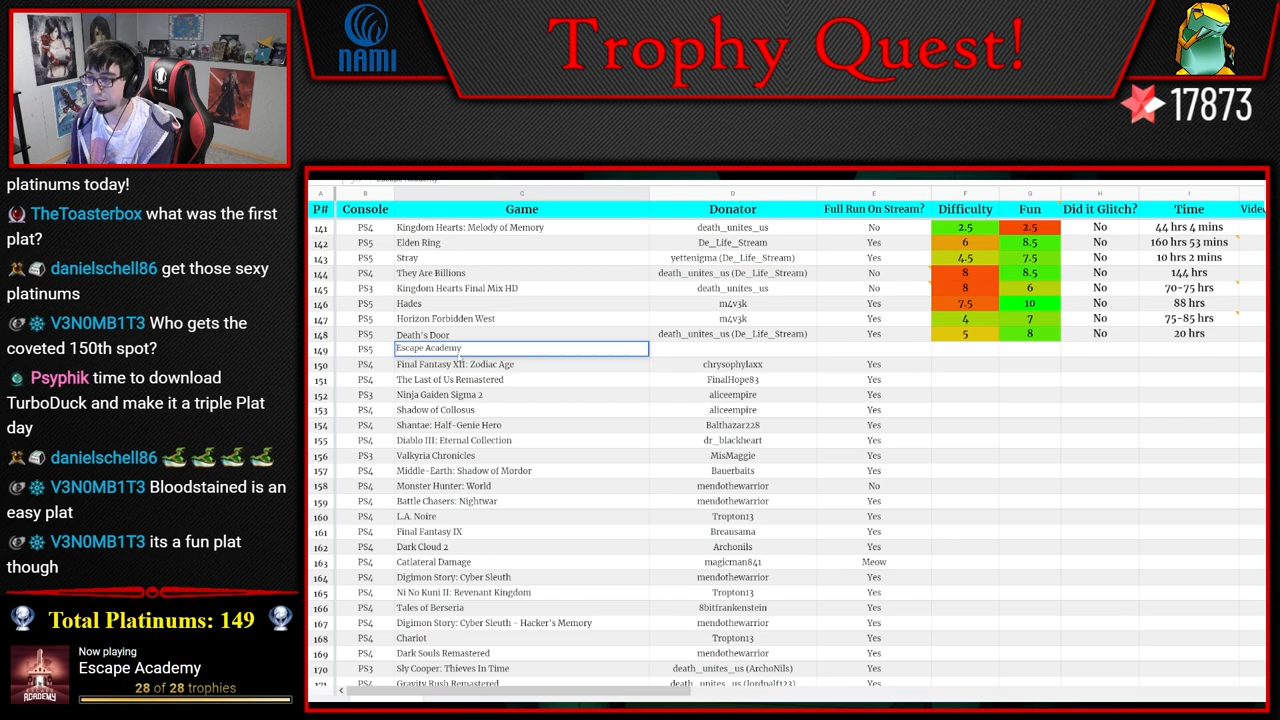 NAMI
Trophy Quest!
17873
platinums today!
TheToasterbox what was the first
plat?
danielschell86 get those sexy
platinums
V3N0MB1T3 Who gets the
coveted 150th spot?
Psyphik time to download
TurboDuck and make it a triple Plat
day
danielschell86
V3N0MB1T3 Bloodstained is an
easy plat
V3N0MB1T3 its a fun plat
though
Total Platinums: 149
Now playing
Escape Academy
28 of 28 trophies
ESCAPE
ACADEMY
A B C D E F G H I
P# Console Game Donator Full Run On Stream? Difficulty Fun Did it Glitch? Time Video
141 PS4 Kingdom Hearts: Melody of Memory death_unites_us No 2.5 2.5 No 44 hrs 4 mins
142 PS5 Elden Ring De_Life_Stream Yes 6 8.5 No 160 hrs 53 mins
143 PS5 Stray yettenigma (De_Life_Stream) Yes 4.5 7.5 No 10 hrs 2 mins
144 PS4 They Are Billions death_unites_us (De_Life_Stream) No 8 8.5 No 144 hrs
145 PS3 Kingdom Hearts Final Mix HD death_unites_us No 8 6 No 70-75 hrs
146 PS5 Hades m4v3k Yes 7.5 10 No 88 hrs
147 PS5 Horizon Forbidden West m4v3k Yes 4 7 No 75-85 hrs
148 PS5 Death's Door death_unites_us (De_Life_Stream) Yes 5 8 No 20 hrs
149 PS5 Escape Academy
150 PS4 Final Fantasy XII: Zodiac Age chrysophylaxx Yes
151 PS4 The Last of Us Remastered FinalHope83 Yes
152 PS3 Ninja Gaiden Sigma 2 aliceempire Yes
153 PS4 Shadow of Collosus aliceempire Yes
154 PS4 Shantae: Half-Genie Hero Balthazar228 Yes
155 PS4 Diablo III: Eternal Collection dr_blackheart Yes
156 PS3 Valkyria Chronicles MisMaggie Yes
157 PS4 Middle-Earth: Shadow of Mordor Bauerbaits Yes
158 PS4 Monster Hunter: World mendothewarrior No
159 PS4 Battle Chasers: Nightwar mendothewarrior Yes
160 PS4 L.A. Noire Tropton13 Yes
161 PS4 Final Fantasy IX Breausama Yes
162 PS4 Dark Cloud 2 Archonils Yes
163 PS4 Catlateral Damage magicman841 Meow
164 PS4 Digimon Story: Cyber Sleuth mendothewarrior Yes
165 PS4 Ni No Kuni II: Revenant Kingdom Tropton13 Yes
166 PS4 Tales of Berseria 8bitfrankenstein Yes
167 PS4 Digimon Story: Cyber Sleuth - Hacker's Memory mendothewarrior Yes
168 PS4 Chariot Tropton13 Yes
169 PS4 Dark Souls Remastered mendothewarrior Yes
170 PS3 Sly Cooper: Thieves In Time death_unites_us (ArchoNils) Yes
171 PS4 Gravity Rush Remastered death_unites_us (lordnalf123) Yes